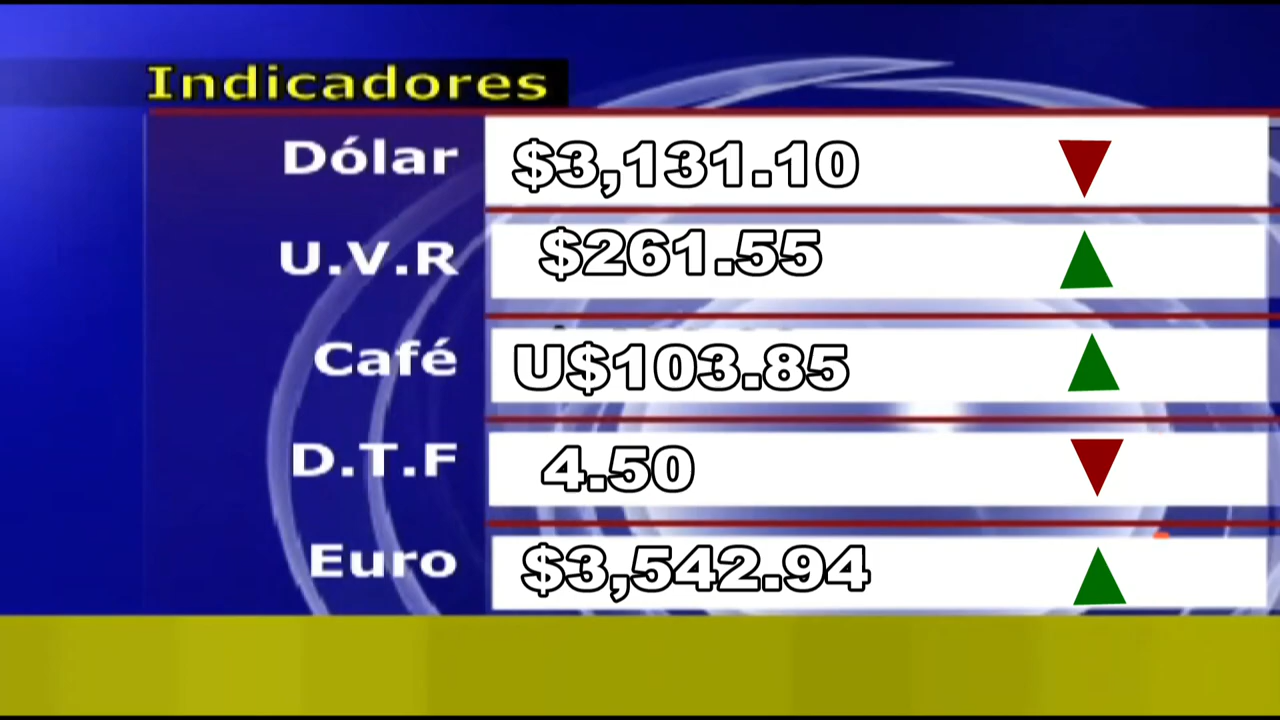 Indicadores
Dólar $3,131.10
U.V.R $261.55
Café U$103.85
D.T.F 4.50
Euro $3,542.94